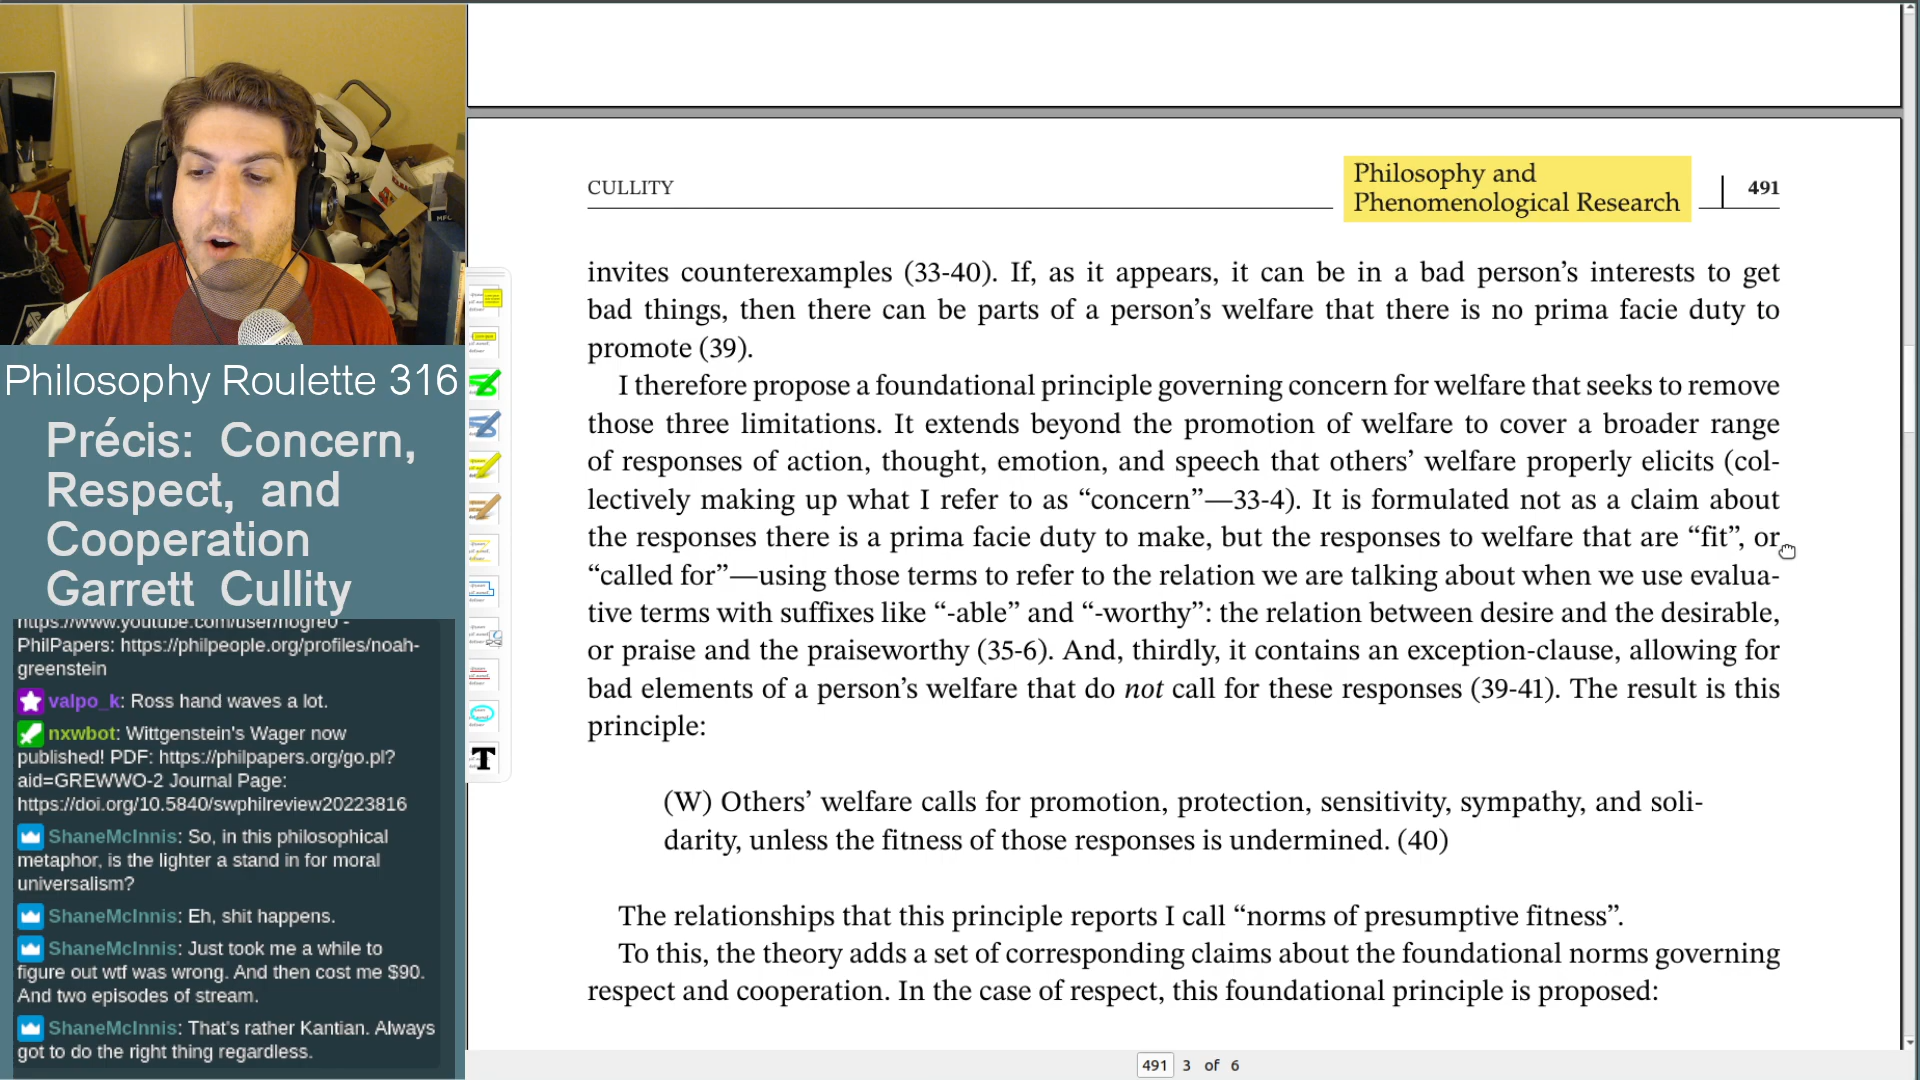 CULLITY
Philosophy and
Phenomenological Research
491
invites counterexamples (33-40). If, as it appears, it can be in a bad person’s interests to get
bad things, then there can be parts of a person’s welfare that there is no prima facie duty to
promote (39).
I therefore propose a foundational principle governing concern for welfare that seeks to remove
those three limitations. It extends beyond the promotion of welfare to cover a broader range
of responses of action, thought, emotion, and speech that others’ welfare properly elicits (col-
lectively making up what I refer to as “concern”—33-4). It is formulated not as a claim about
the responses there is a prima facie duty to make, but the responses to welfare that are “fit”, or
“called for”—using those terms to refer to the relation we are talking about when we use evalua-
tive terms with suffixes like “-able” and “-worthy”: the relation between desire and the desirable,
or praise and the praiseworthy (35-6). And, thirdly, it contains an exception-clause, allowing for
bad elements of a person’s welfare that do not call for these responses (39-41). The result is this
principle:
(W) Others’ welfare calls for promotion, protection, sensitivity, sympathy, and soli-
darity, unless the fitness of those responses is undermined. (40)
The relationships that this principle reports I call “norms of presumptive fitness”.
To this, the theory adds a set of corresponding claims about the foundational norms governing
respect and cooperation. In the case of respect, this foundational principle is proposed:
491 3 of 6
T
Philosophy Roulette 316
Précis: Concern,
Respect, and
Cooperation
Garrett Cullity
https://www.youtube.com/user/nogre0 -
PhilPapers: https://philpeople.org/profiles/noah-
greenstein
valpo_k: Ross hand waves a lot.
nxwbot: Wittgenstein's Wager now
published! PDF: https://philpapers.org/go.pl?
aid=GREWWO-2 Journal Page:
https://doi.org/10.5840/swphilreview20223816
ShaneMcInnis: So, in this philosophical
metaphor, is the lighter a stand in for moral
universalism?
ShaneMcInnis: Eh, shit happens.
ShaneMcInnis: Just took me a while to
figure out wtf was wrong. And then cost me $90.
And two episodes of stream.
ShaneMcInnis: That's rather Kantian. Always
got to do the right thing regardless.